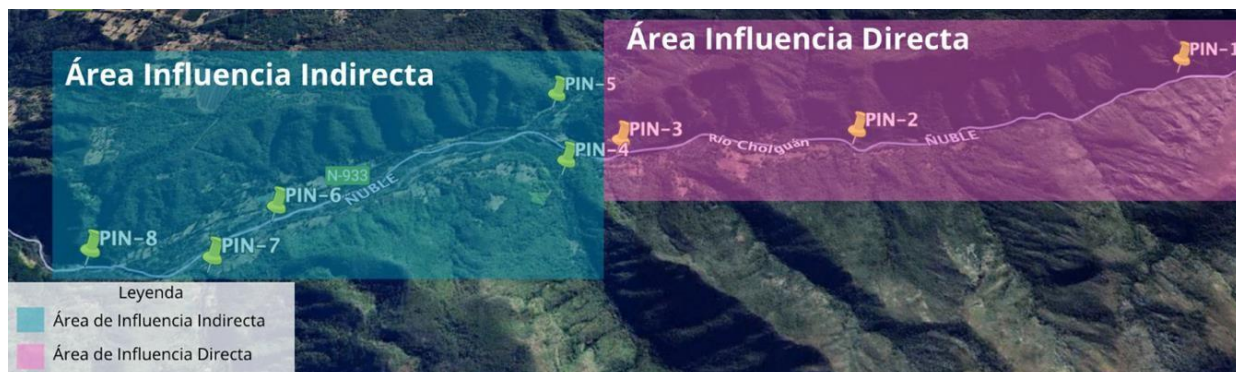 Área Influencia Directa
Área Influencia Indirecta
PIN-1
PIN-5
PIN-2
PIN-3
Río Cholguán
ÑUBLE
PIN-4
N-933
ÑUBLE
PIN-6
PIN-8
PIN-7
Leyenda
Área de Influencia Indirecta
Área de Influencia Directa